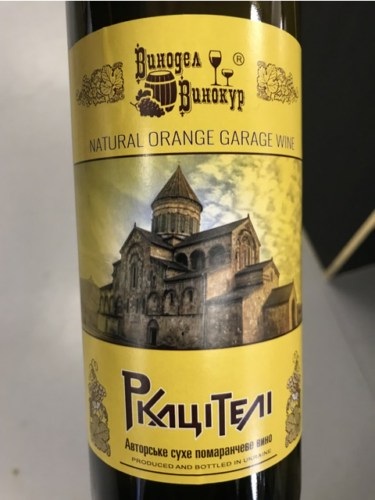 Винодел
®
Винокур
NATURAL ORANGE GARAGE WINE
Ркацітелі
Авторське сухе помаранчеве вино
PRODUCED AND BOTTLED IN UKRAINE